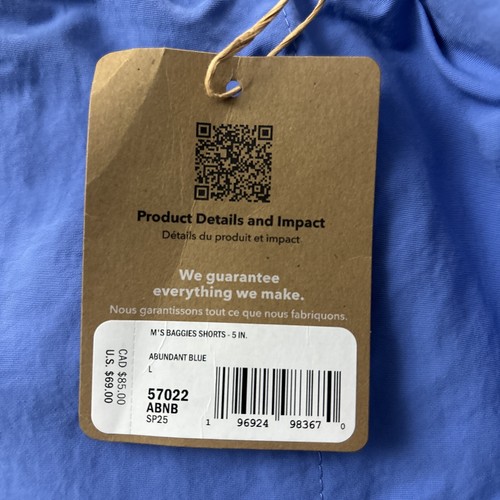 Product Details and Impact
Détails du produit et impact
We guarantee
everything we make.
Nous garantissons tout ce que nous fabriquons.
M'S BAGGIES SHORTS - 5 IN.
ABUNDANT BLUE
L
57022
ABNB
SP25
CAD $85.00
U.S. $69.00
1 96924 98367 0